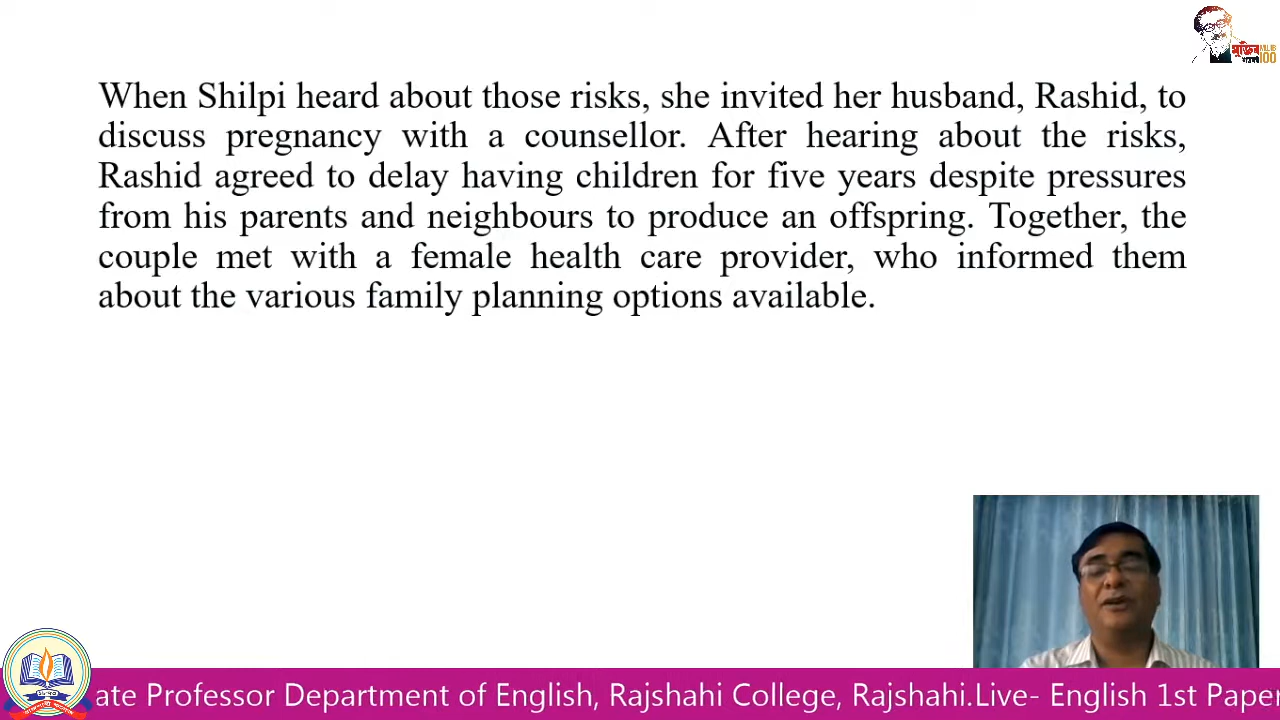 MUJIB
100
When Shilpi heard about those risks, she invited her husband, Rashid, to
discuss pregnancy with a counsellor. After hearing about the risks,
Rashid agreed to delay having children for five years despite pressures
from his parents and neighbours to produce an offspring. Together, the
couple met with a female health care provider, who informed them
about the various family planning options available.
ate Professor Department of English, Rajshahi College, Rajshahi.Live- English 1st Paper